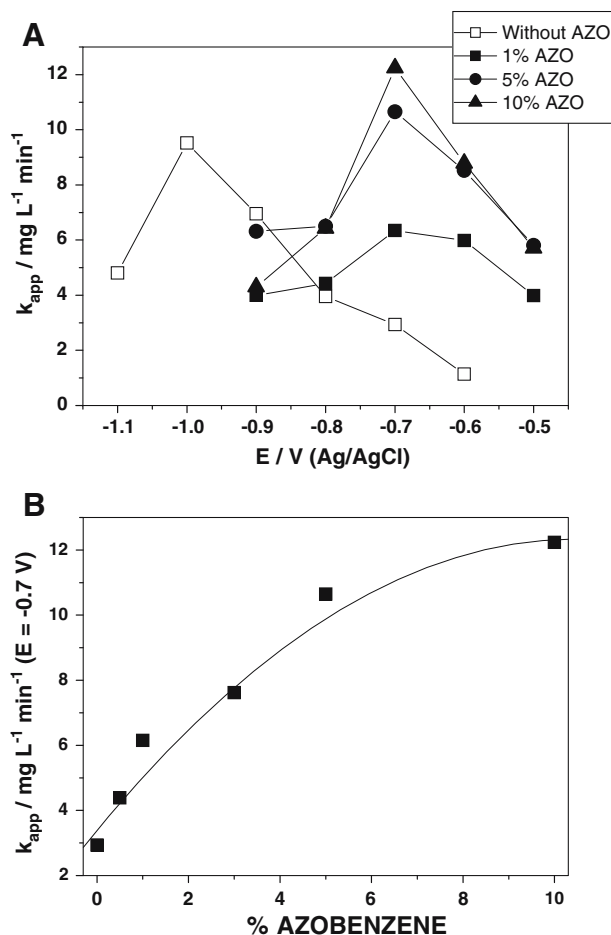 A
Without AZO
1% AZO
5% AZO
10% AZO
k_app / mg L⁻¹ min⁻¹
12
10
8
6
4
2
0
-1.1 -1.0 -0.9 -0.8 -0.7 -0.6 -0.5
E / V (Ag/AgCl)
B
k_app / mg L⁻¹ min⁻¹ (E = -0.7 V)
12
10
8
6
4
2
0 2 4 6 8 10
% AZOBENZENE